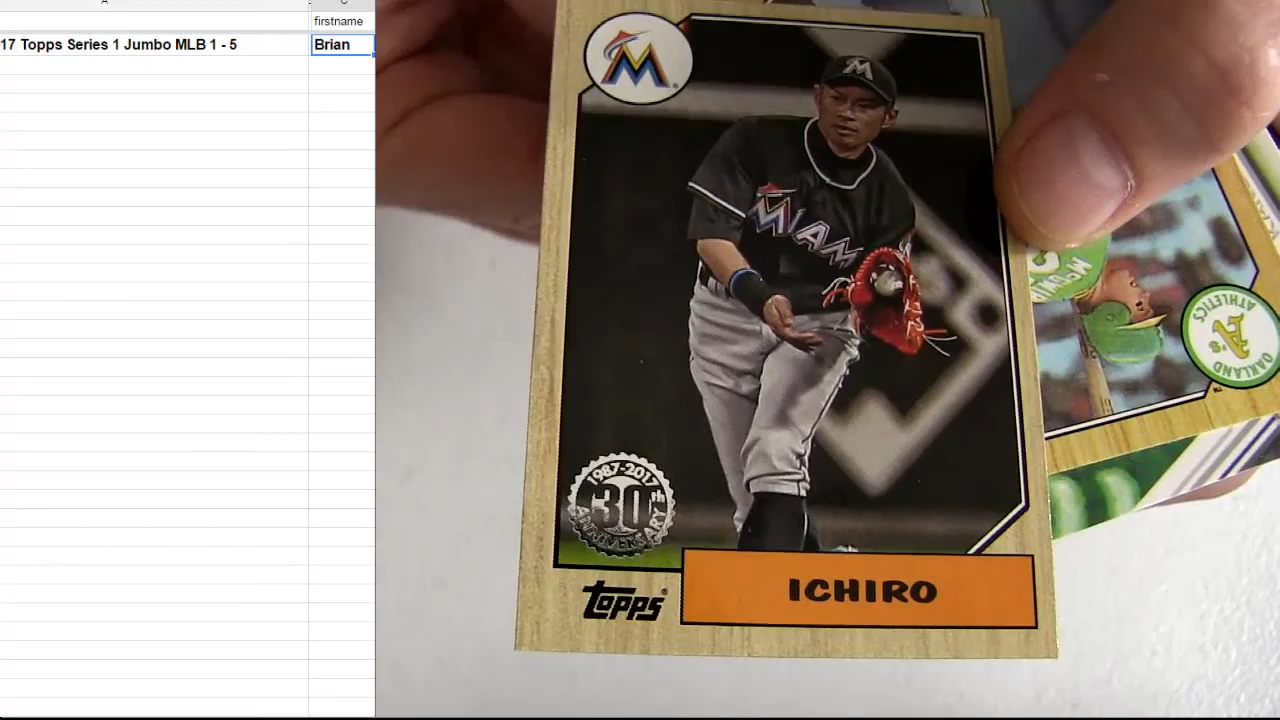 firstname
17 Topps Series 1 Jumbo MLB 1 - 5
Brian
M
MIAMI
1987-2017
30th
ANNIVERSARY
Topps
ICHIRO
OAKLAND
A's
ATHLETICS